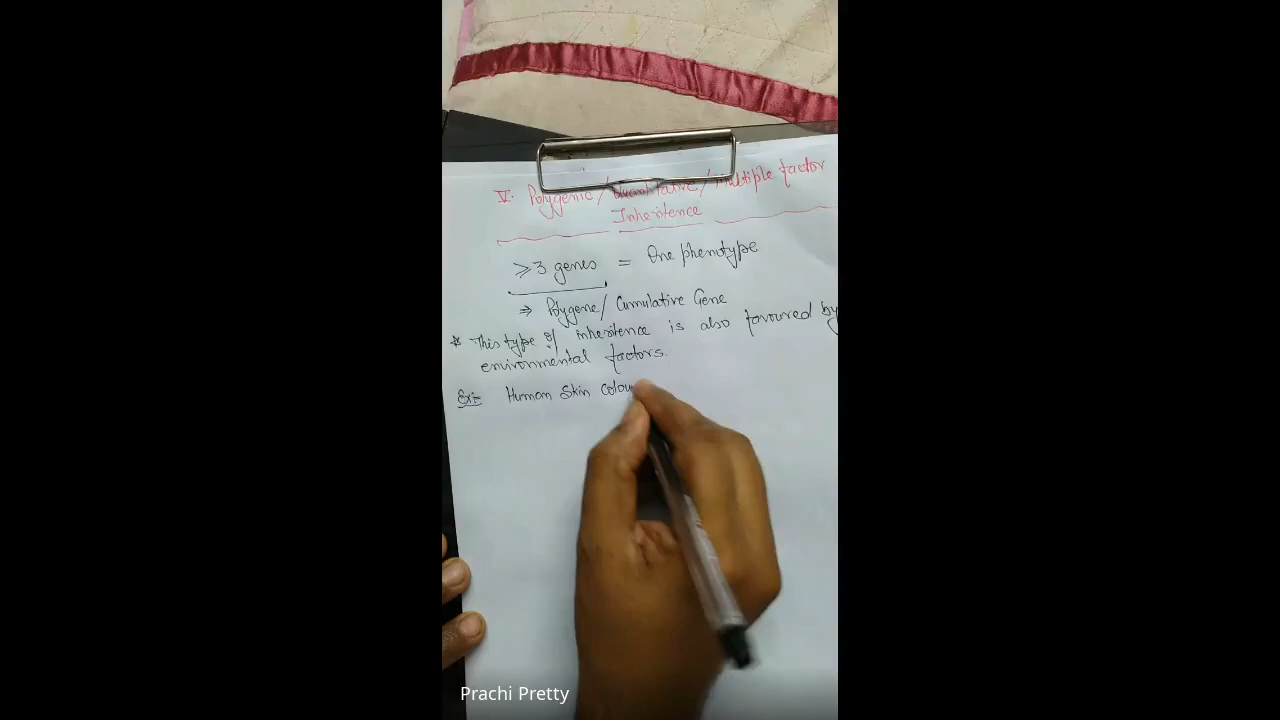 V. Polygenic / Quantitative / Multiple factor
Inheritence
≥3 genes = One phenotype
⇒ Polygene / Cumulative Gene
* This type of inheritence is also favoured by
environmental factors.
Ex:- Human Skin Colou
Prachi Pretty